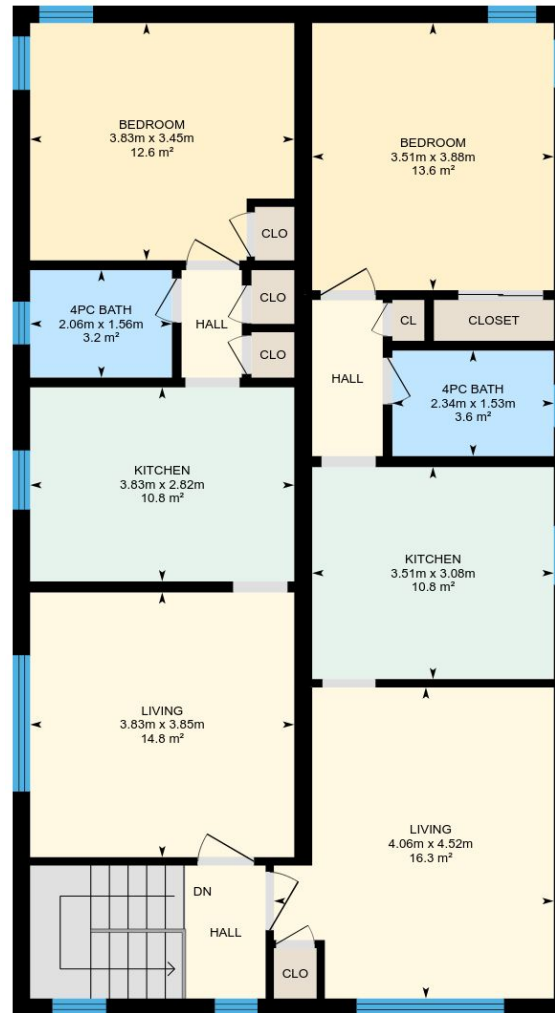 BEDROOM
3.83m x 3.45m
12.6 m²
BEDROOM
3.51m x 3.88m
13.6 m²
CLO
4PC BATH
2.06m x 1.56m
3.2 m²
HALL
CLO
CLO
CL
CLOSET
HALL
4PC BATH
2.34m x 1.53m
3.6 m²
KITCHEN
3.83m x 2.82m
10.8 m²
KITCHEN
3.51m x 3.08m
10.8 m²
LIVING
3.83m x 3.85m
14.8 m²
LIVING
4.06m x 4.52m
16.3 m²
DN
HALL
CLO